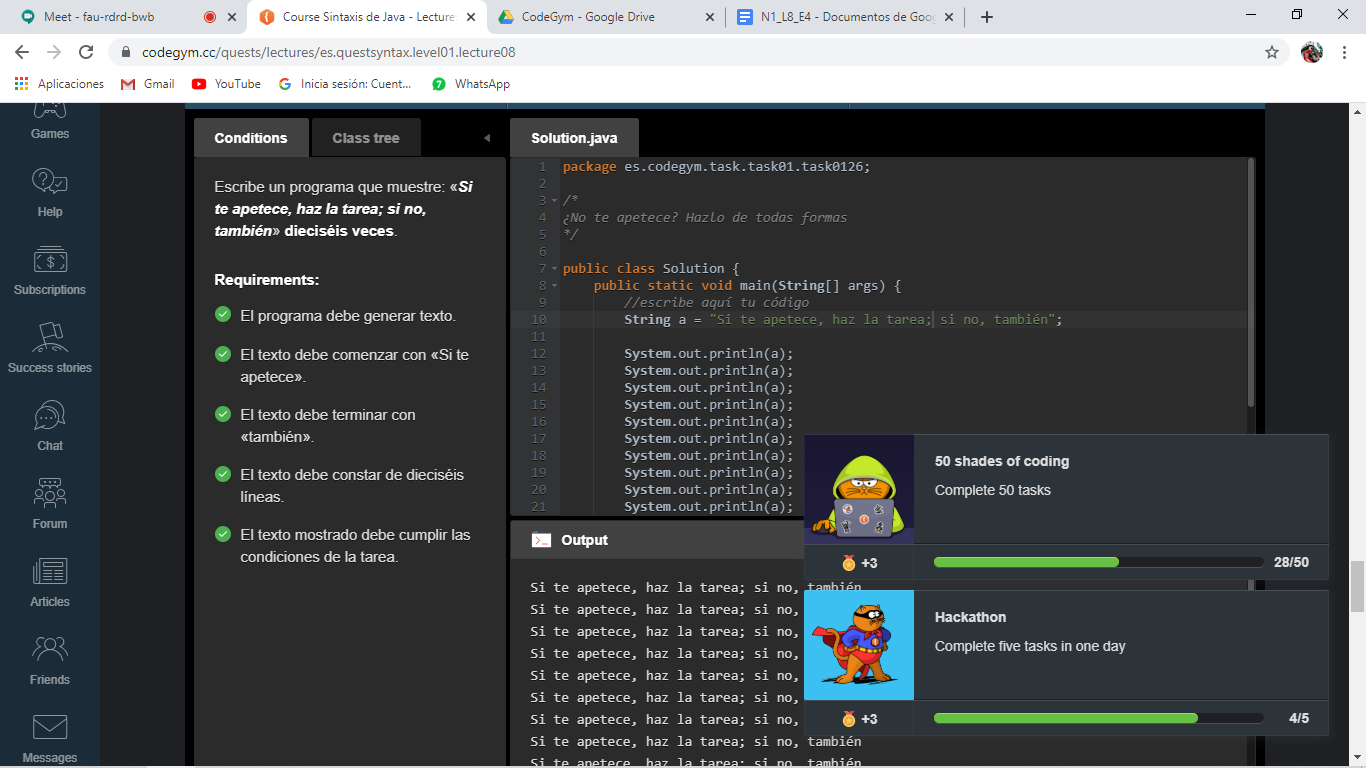 Meet - fau-rdrd-bwb
Course Sintaxis de Java - Lecture:
CodeGym - Google Drive
N1_L8_E4 - Documentos de Goog
codegym.cc/quests/lectures/es.questsyntax.level01.lecture08
Aplicaciones
Gmail
YouTube
Inicia sesión: Cuent...
WhatsApp
Games
Help
Subscriptions
Success stories
Chat
Forum
Articles
Friends
Messages
Conditions
Class tree
Escribe un programa que muestre: «Si
te apetece, haz la tarea; si no,
también» dieciséis veces.
Requirements:
El programa debe generar texto.
El texto debe comenzar con «Si te
apetece».
El texto debe terminar con
«también».
El texto debe constar de dieciséis
líneas.
El texto mostrado debe cumplir las
condiciones de la tarea.
Solution.java
1 package es.codegym.task.task01.task0126;
2
3 /*
4 ¿No te apetece? Hazlo de todas formas
5 */
6
7 public class Solution {
8 public static void main(String[] args) {
9 //escribe aquí tu código
10 String a = "Si te apetece, haz la tarea; si no, también";
11
12 System.out.println(a);
13 System.out.println(a);
14 System.out.println(a);
15 System.out.println(a);
16 System.out.println(a);
17 System.out.println(a);
18 System.out.println(a);
19 System.out.println(a);
20 System.out.println(a);
21 System.out.println(a);
Output
Si te apetece, haz la tarea; si no, también
Si te apetece, haz la tarea; si no,
Si te apetece, haz la tarea; si no,
Si te apetece, haz la tarea; si no,
Si te apetece, haz la tarea; si no,
Si te apetece, haz la tarea; si no,
Si te apetece, haz la tarea; si no,
Si te apetece, haz la tarea; si no, también
Si te apetece, haz la tarea; si no, también
50 shades of coding
Complete 50 tasks
+3
28/50
Hackathon
Complete five tasks in one day
+3
4/5